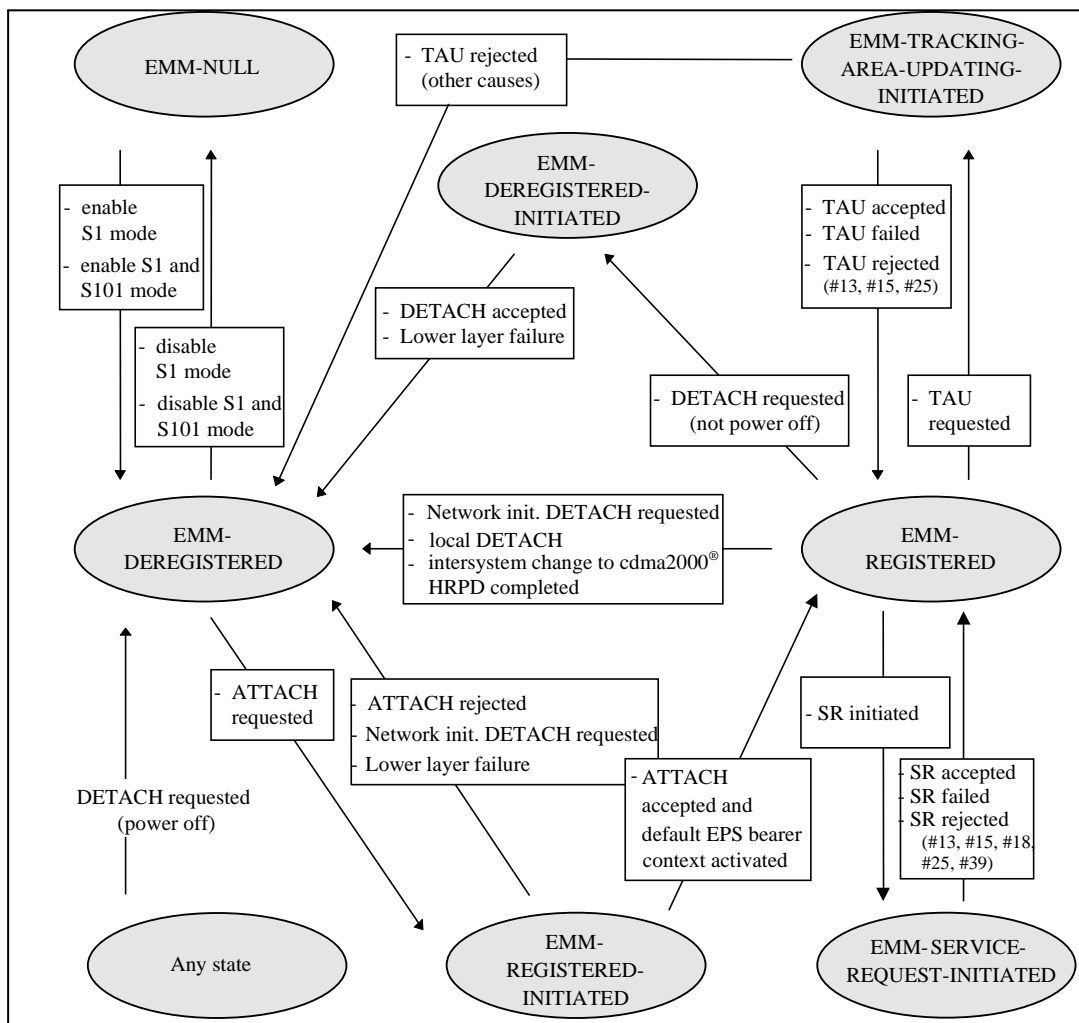 EMM-NULL
- TAU rejected
(other causes)
EMM-TRACKING-
AREA-UPDATING-
INITIATED
EMM-
DEREGISTERED-
INITIATED
- enable
S1 mode
- enable S1 and
S101 mode
- TAU accepted
- TAU failed
- TAU rejected
(#13, #15, #25)
- DETACH accepted
- Lower layer failure
- disable
S1 mode
- disable S1 and
S101 mode
- DETACH requested
(not power off)
- TAU
requested
EMM-
DEREGISTERED
- Network init. DETACH requested
- local DETACH
- intersystem change to cdma2000®
HRPD completed
EMM-
REGISTERED
- ATTACH
requested
- ATTACH rejected
- Network init. DETACH requested
- Lower layer failure
- SR initiated
DETACH requested
(power off)
- ATTACH
accepted and
default EPS bearer
context activated
- SR accepted
- SR failed
- SR rejected
(#13, #15, #18,
#25, #39)
Any state
EMM-
REGISTERED-
INITIATED
EMM-SERVICE-
REQUEST-INITIATED